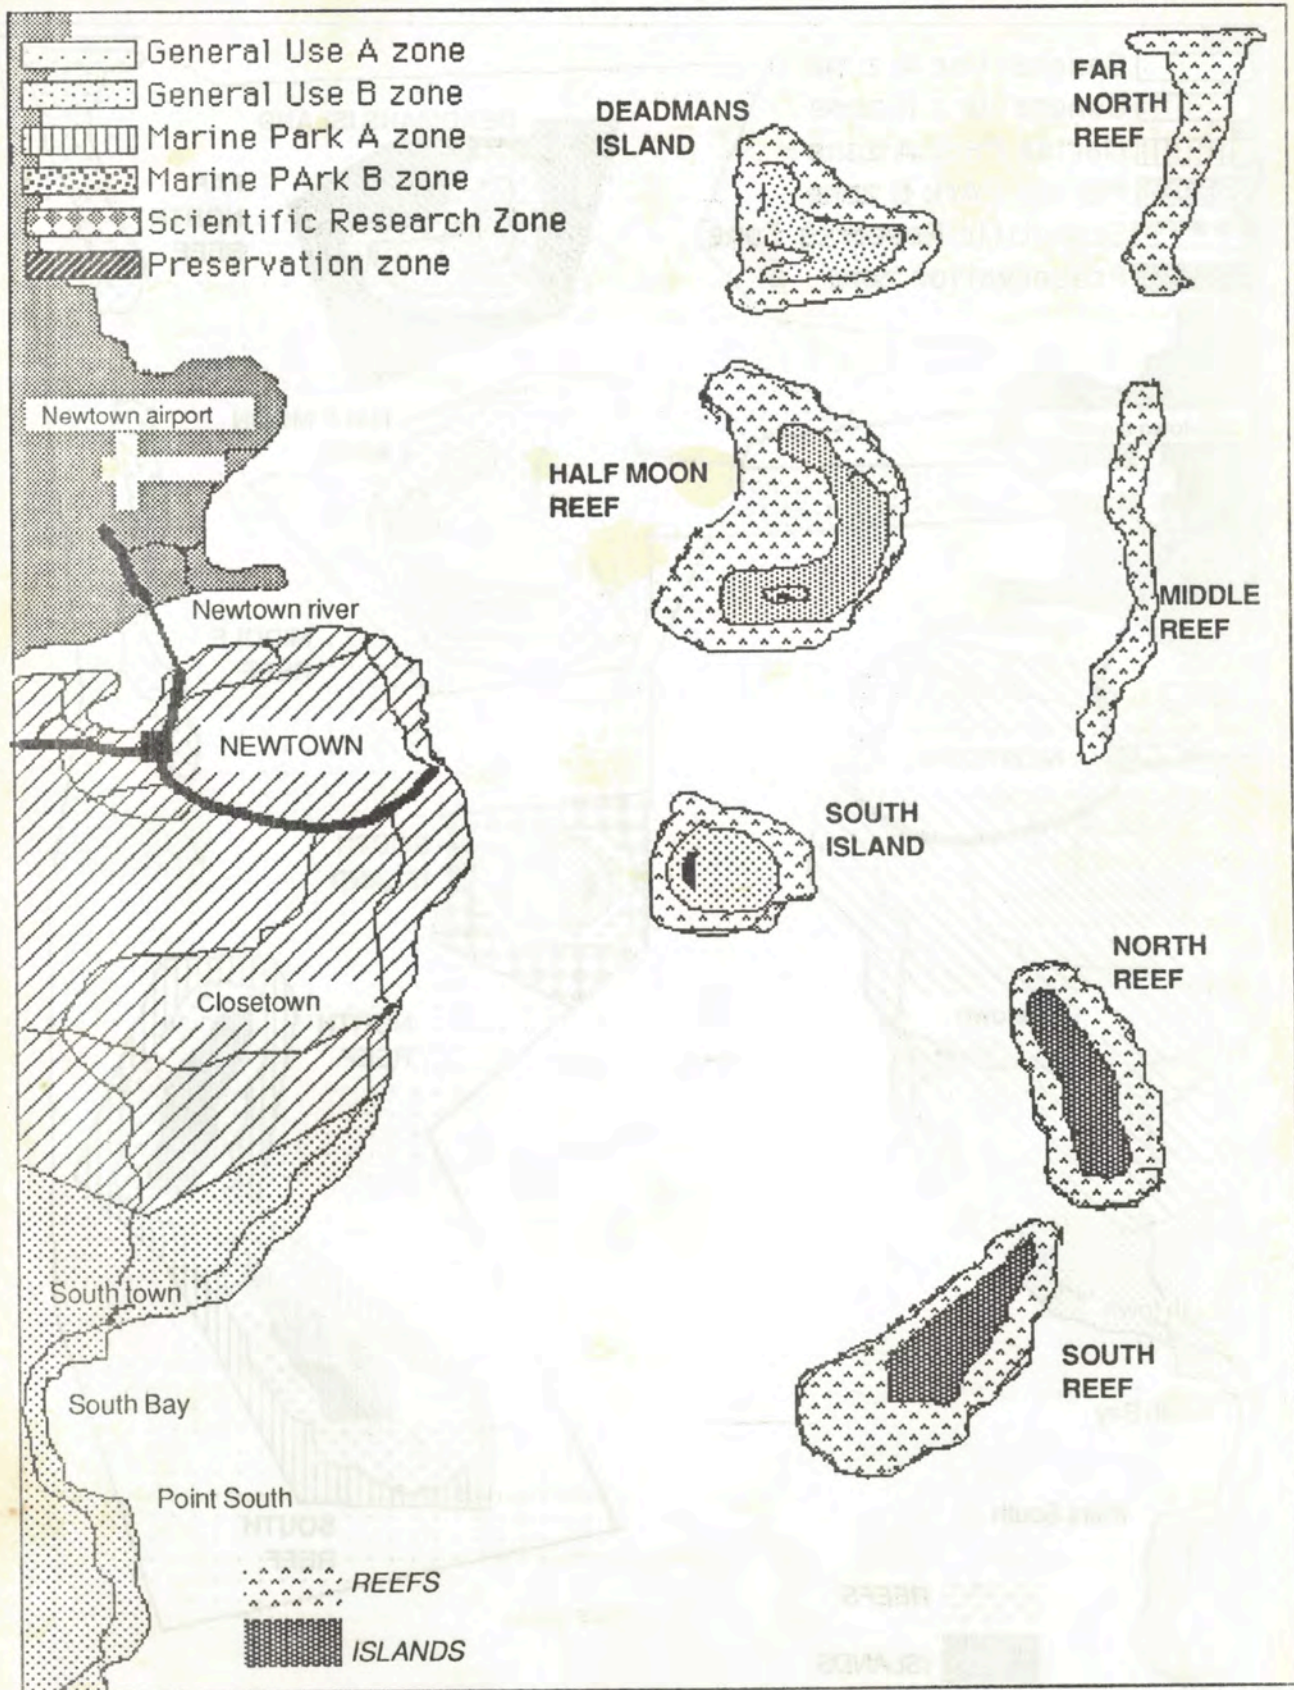 General Use A zone
General Use B zone
Marine Park A zone
Marine PArk B zone
Scientific Research Zone
Preservation zone
DEADMANS
ISLAND
FAR
NORTH
REEF
Newtown airport
HALF MOON
REEF
Newtown river
MIDDLE
REEF
NEWTOWN
SOUTH
ISLAND
NORTH
REEF
Closetown
South town
SOUTH
REEF
South Bay
Point South
REEFS
ISLANDS